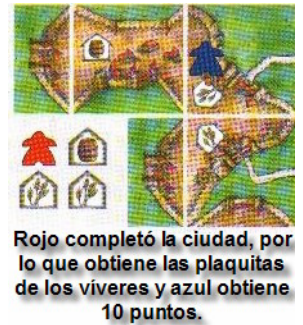 Rojo completó la ciudad, por
lo que obtiene las plaquitas
de los víveres y azul obtiene
10 puntos.